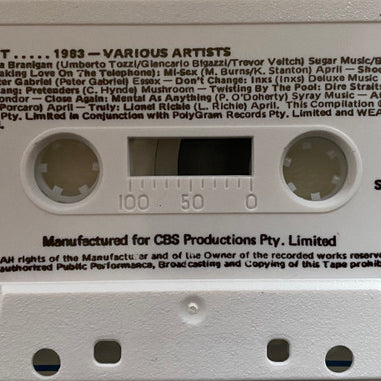 T ..... 1983 — VARIOUS ARTISTS
a Branigan (Umberto Tozzi/Giancarlo Bigazzi/Trevor Veitch) Sugar Music/B
aking Love On The Telephone): Mi-Sex (M. Burns/K. Stanton) April — Shoc
ter Gabriel (Peter Gabriel) Essex — Don't Change: Inxs (Inxs) Deluxe Music
ang: Pretenders (C. Hynde) Mushroom — Twisting By The Pool: Dire Straits
ondor — Close Again: Mental As Anything (P. O'Doherty) Syray Music — A
Porcaro) April — Truly: Lionel Richie (L. Richie) April. This Compilation
Pty. Limited in Conjunction with PolyGram Records Pty. Limited and WEA
S
100 50 0
Manufactured for CBS Productions Pty. Limited
All rights of the Manufacturer and of the Owner of the recorded works reserve
authorized Public Performance, Broadcasting and Copying of this Tape prohib